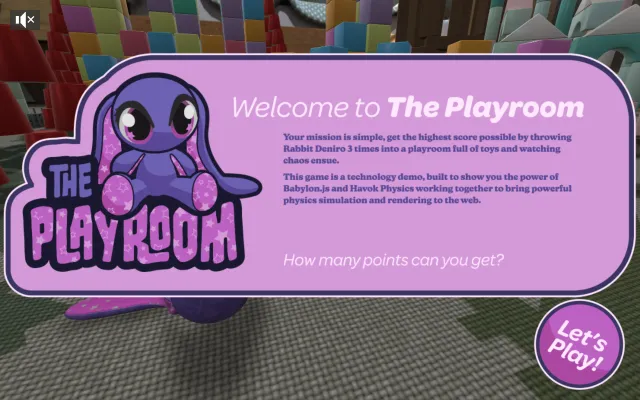 Welcome to The Playroom
Your mission is simple, get the highest score possible by throwing
Rabbit Deniro 3 times into a playroom full of toys and watching
chaos ensue.
This game is a technology demo, built to show you the power of
Babylon.js and Havok Physics working together to bring powerful
physics simulation and rendering to the web.
How many points can you get?
THE
PLAYROOM
Let's
Play!